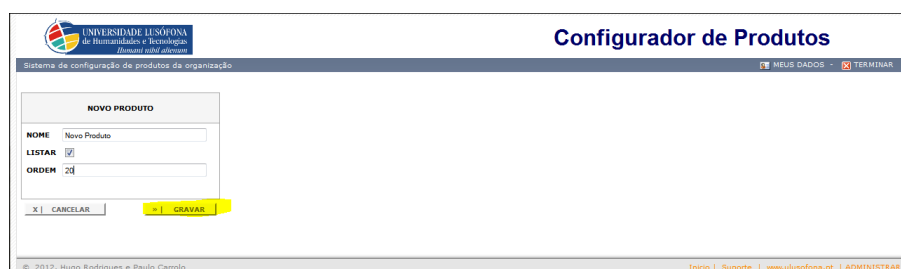 UNIVERSIDADE LUSÓFONA
de Humanidades e Tecnologias
Humani nihil alienum
Configurador de Produtos
Sistema de configuração de produtos da organização
MEUS DADOS - TERMINAR
NOVO PRODUTO
NOME Novo Produto
LISTAR
ORDEM 20
X | CANCELAR » | GRAVAR
© 2012, Hugo Rodrigues e Paulo Carrolo
Inicio | Suporte | www.ulusofona.pt | ADMINISTRAR